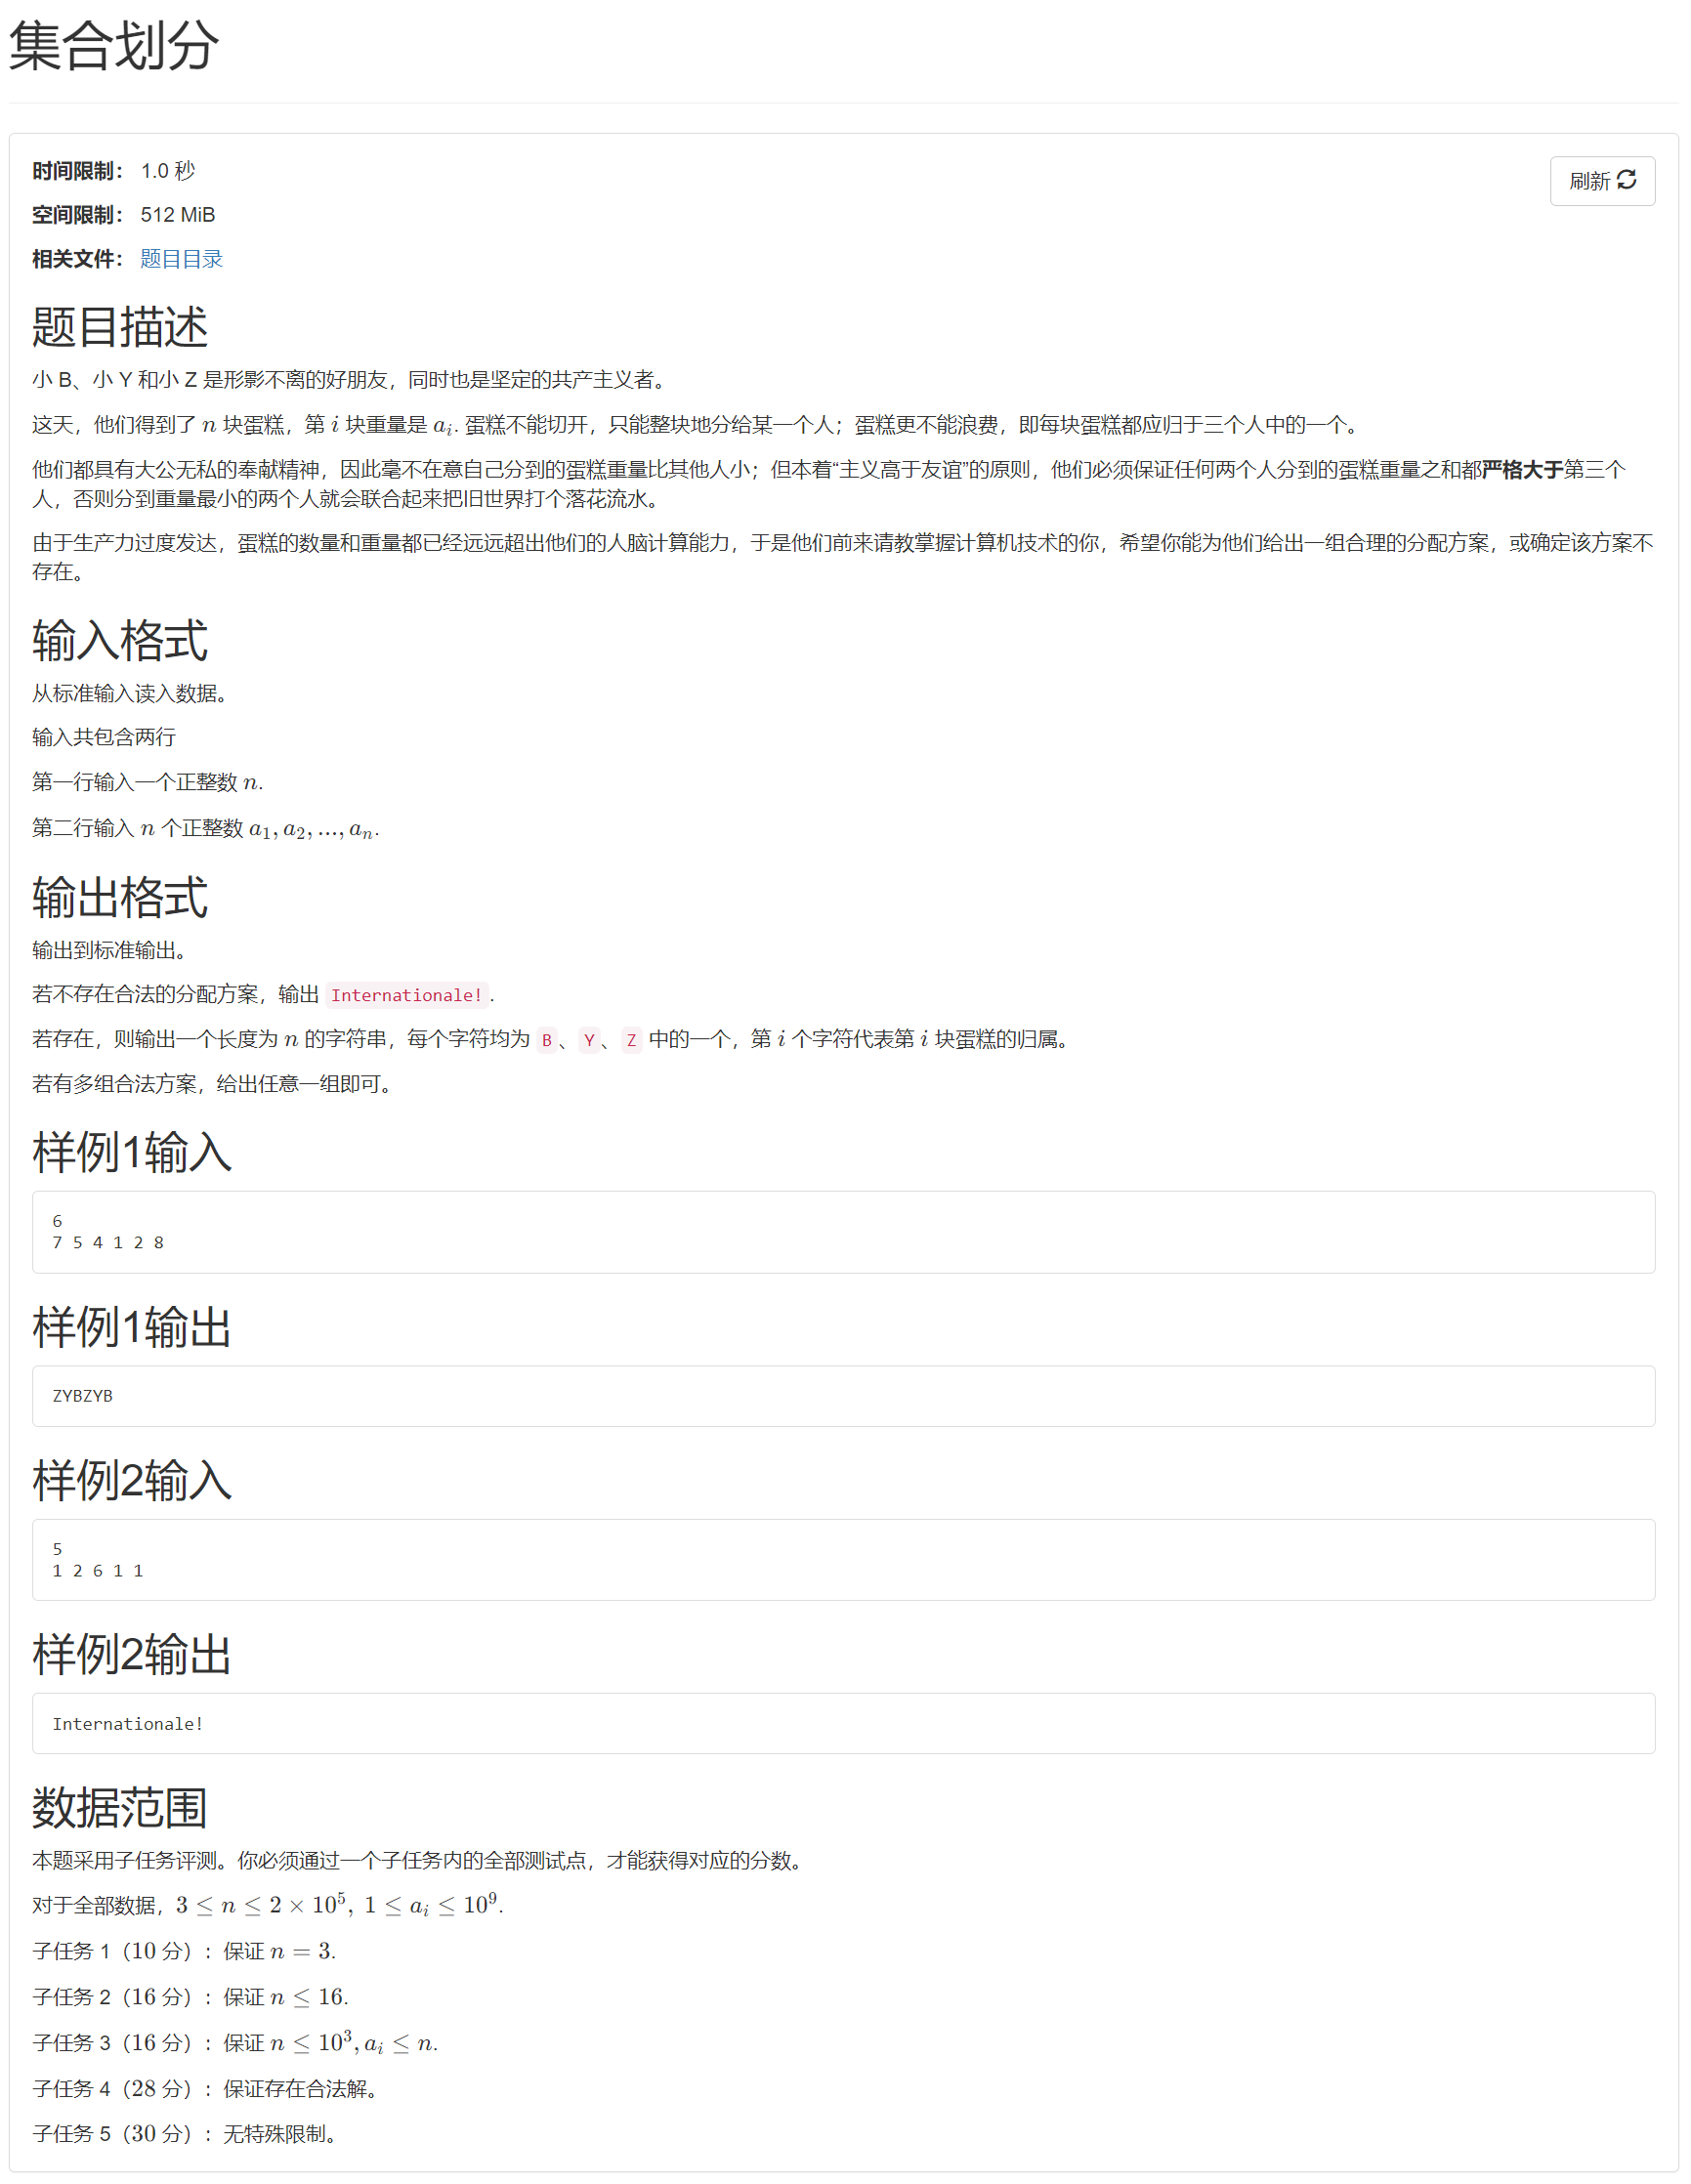 集合划分
时间限制： 1.0 秒
刷新
空间限制： 512 MiB
相关文件： 题目目录
题目描述
小 B、小 Y 和小 Z 是形影不离的好朋友，同时也是坚定的共产主义者。
这天，他们得到了 n 块蛋糕，第 i 块重量是 a_i. 蛋糕不能切开，只能整块地分给某一个人；蛋糕更不能浪费，即每块蛋糕都应归于三个人中的一个。
他们都具有大公无私的奉献精神，因此毫不在意自己分到的蛋糕重量比其他人小；但本着“主义高于友谊”的原则，他们必须保证任何两个人分到的蛋糕重量之和都严格大于第三个
人，否则分到重量最小的两个人就会联合起来把旧世界打个落花流水。
由于生产力过度发达，蛋糕的数量和重量都已经远远超出他们的人脑计算能力，于是他们前来请教掌握计算机技术的你，希望你能为他们给出一组合理的分配方案，或确定该方案不
存在。
输入格式
从标准输入读入数据。
输入共包含两行
第一行输入一个正整数 n.
第二行输入 n 个正整数 a_1, a_2, ..., a_n.
输出格式
输出到标准输出。
若不存在合法的分配方案，输出 Internationale! .
若存在，则输出一个长度为 n 的字符串，每个字符均为 B 、 Y 、 Z 中的一个，第 i 个字符代表第 i 块蛋糕的归属。
若有多组合法方案，给出任意一组即可。
样例1输入
6
7 5 4 1 2 8
样例1输出
ZYBZYB
样例2输入
5
1 2 6 1 1
样例2输出
Internationale!
数据范围
本题采用子任务评测。你必须通过一个子任务内的全部测试点，才能获得对应的分数。
对于全部数据，3 ≤ n ≤ 2 × 10^5, 1 ≤ a_i ≤ 10^9.
子任务 1（10 分）：保证 n = 3.
子任务 2（16 分）：保证 n ≤ 16.
子任务 3（16 分）：保证 n ≤ 10^3, a_i ≤ n.
子任务 4（28 分）：保证存在合法解。
子任务 5（30 分）：无特殊限制。